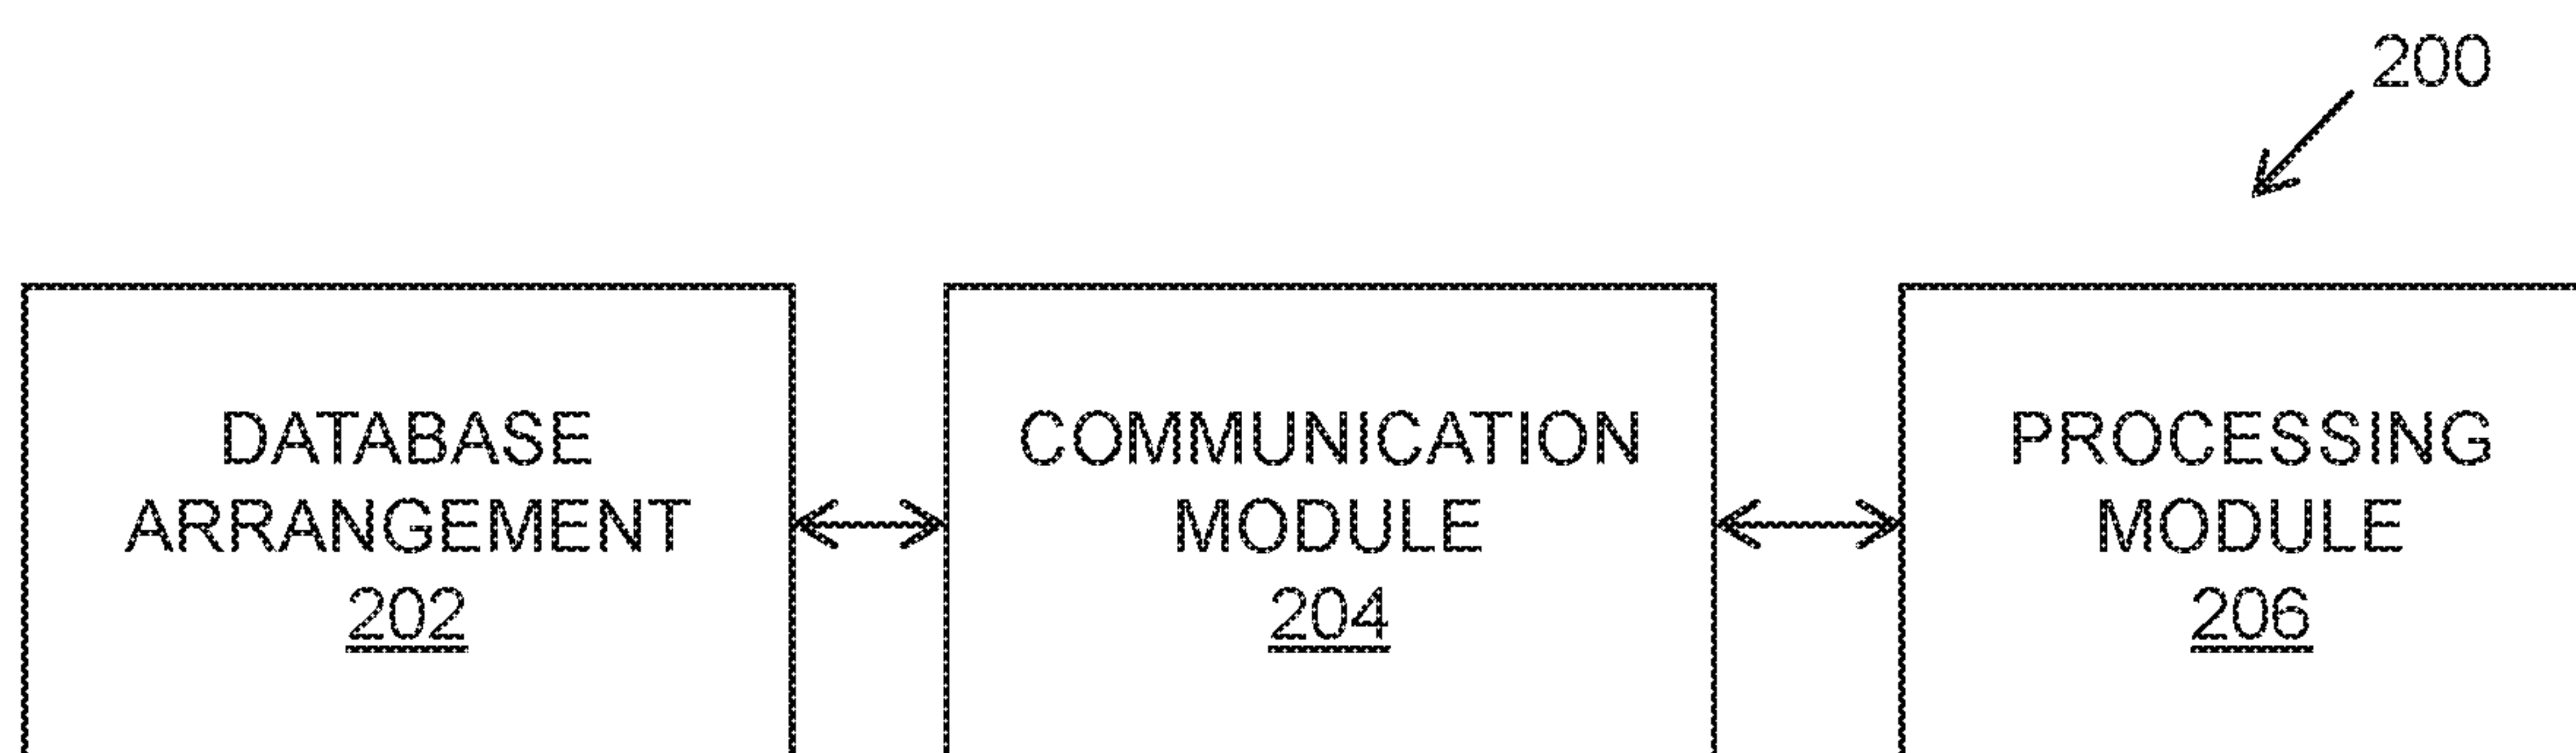 200
DATABASE
ARRANGEMENT
202
COMMUNICATION
MODULE
204
PROCESSING
MODULE
206